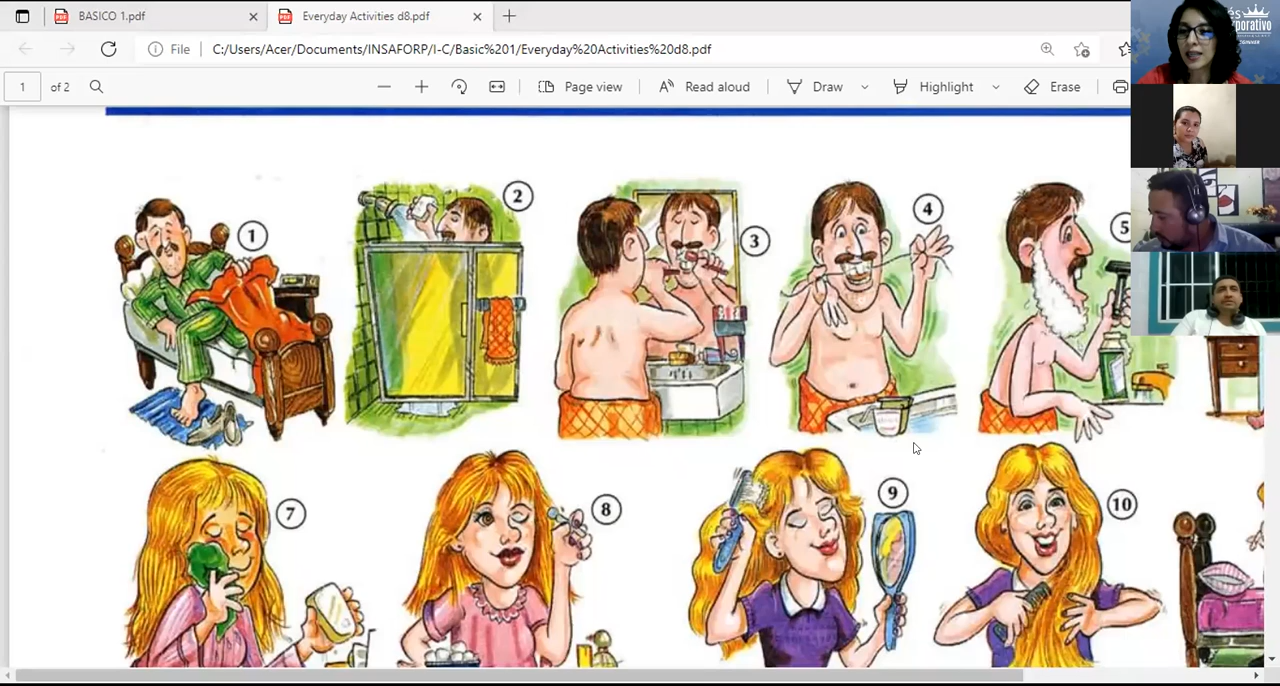 BASICO 1.pdf
Everyday Activities d8.pdf
File
C:/Users/Acer/Documents/INSAFORP/I-C/Basic%201/Everyday%20Activities%20d8.pdf
1
of 2
Page view
Read aloud
Draw
Highlight
Erase
1
2
3
4
5
7
8
9
10